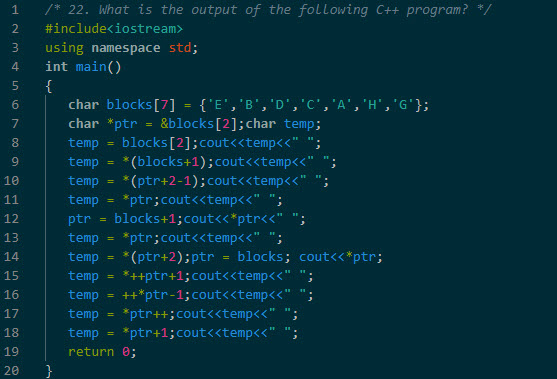 1 /* 22. What is the output of the following C++ program? */
2 #include<iostream>
3 using namespace std;
4 int main()
5 {
6 char blocks[7] = {'E','B','D','C','A','H','G'};
7 char *ptr = &blocks[2];char temp;
8 temp = blocks[2];cout<<temp<<" ";
9 temp = *(blocks+1);cout<<temp<<" ";
10 temp = *(ptr+2-1);cout<<temp<<" ";
11 temp = *ptr;cout<<temp<<" ";
12 ptr = blocks+1;cout<<*ptr<<" ";
13 temp = *ptr;cout<<temp<<" ";
14 temp = *(ptr+2);ptr = blocks; cout<<*ptr;
15 temp = *++ptr+1;cout<<temp<<" ";
16 temp = ++*ptr-1;cout<<temp<<" ";
17 temp = *ptr++;cout<<temp<<" ";
18 temp = *ptr+1;cout<<temp<<" ";
19 return 0;
20 }